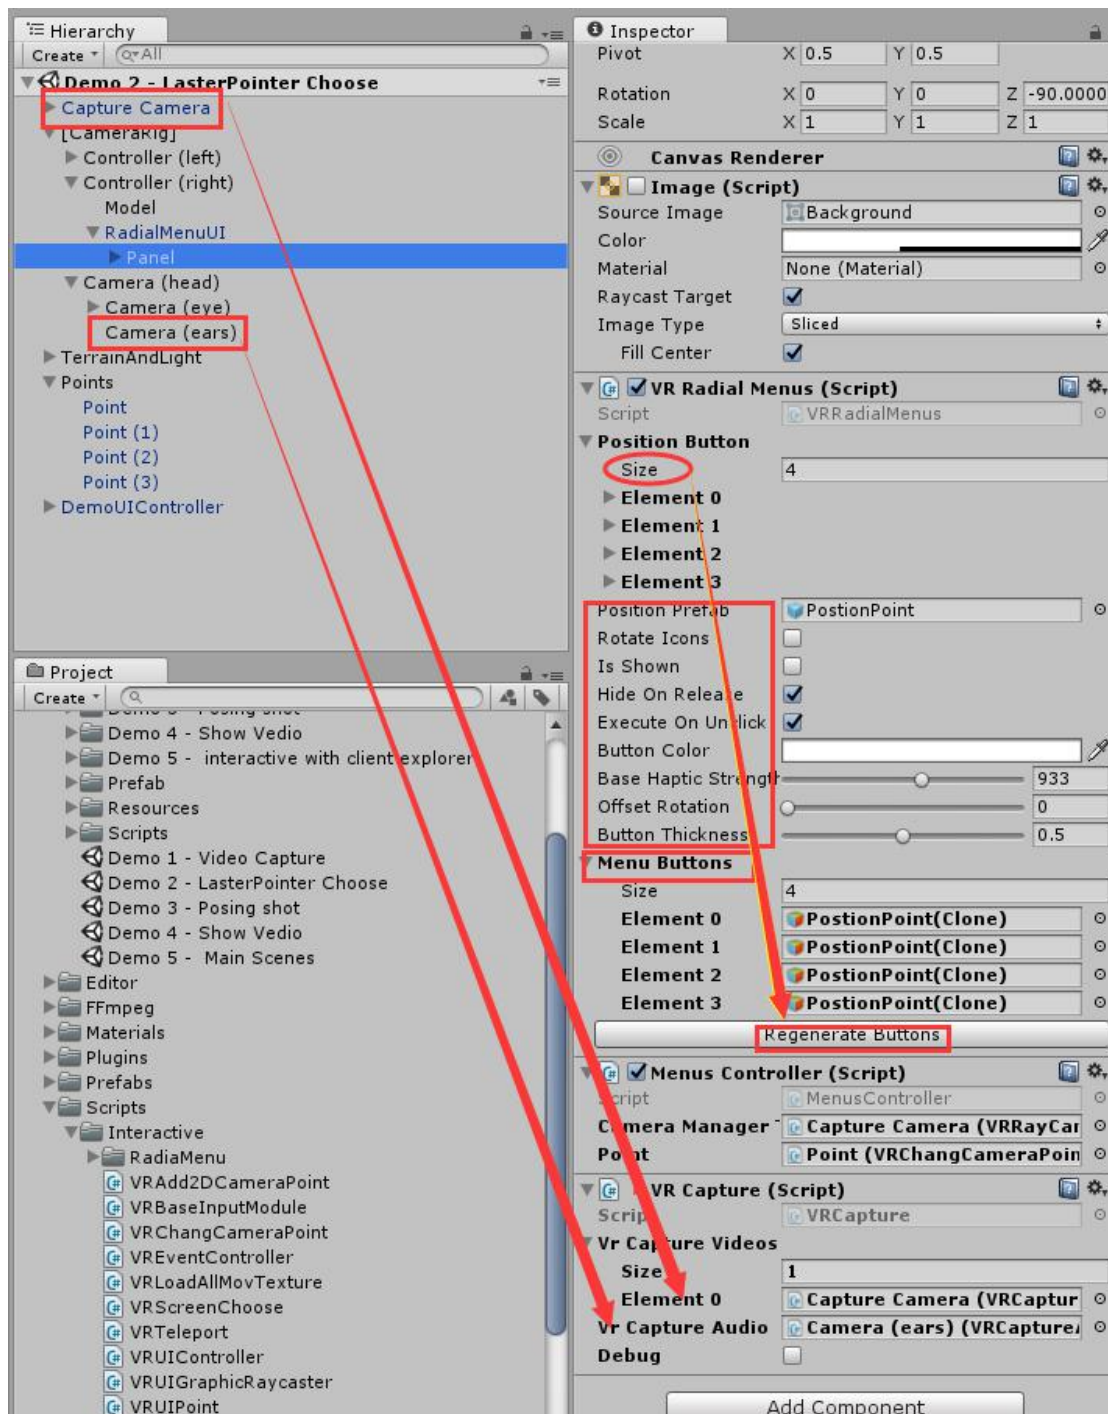 Hierarchy
Create
All
Demo 2 - LasterPointer Choose
Capture Camera
[CameraRig]
Controller (left)
Controller (right)
Model
RadialMenuUI
Panel
Camera (head)
Camera (eye)
Camera (ears)
TerrainAndLight
Points
Point
Point (1)
Point (2)
Point (3)
DemoUIController
Project
Create
Demo 3 - Posing shot
Demo 4 - Show Vedio
Demo 5 - interactive with client explorer
Prefab
Resources
Scripts
Demo 1 - Video Capture
Demo 2 - LasterPointer Choose
Demo 3 - Posing shot
Demo 4 - Show Vedio
Demo 5 - Main Scenes
Editor
FFmpeg
Materials
Plugins
Prefabs
Scripts
Interactive
RadiaMenu
VRAdd2DCameraPoint
VRBaseInputModule
VRChangCameraPoint
VREventController
VRLoadAllMovTexture
VRScreenChoose
VRTeleport
VRUIController
VRUIGraphicRaycaster
VRUIPoint
Inspector
Pivot X 0.5 Y 0.5
Rotation X 0 Y 0 Z -90.0000
Scale X 1 Y 1 Z 1
Canvas Renderer
Image (Script)
Source Image Background
Color
Material None (Material)
Raycast Target
Image Type Sliced
Fill Center
VR Radial Menus (Script)
Script VRRadialMenus
Position Button
Size 4
Element 0
Element 1
Element 2
Element 3
Position Prefab PostionPoint
Rotate Icons
Is Shown
Hide On Release
Execute On Unclick
Button Color
Base Haptic Strength 933
Offset Rotation 0
Button Thickness 0.5
Menu Buttons
Size 4
Element 0 PostionPoint(Clone)
Element 1 PostionPoint(Clone)
Element 2 PostionPoint(Clone)
Element 3 PostionPoint(Clone)
Regenerate Buttons
Menus Controller (Script)
Script MenusController
Camera Manager Capture Camera (VRRayCar
Point Point (VRChangCameraPoin
VR Capture (Script)
Script VRCapture
Vr Capture Videos
Size 1
Element 0 Capture Camera (VRCaptur
Vr Capture Audio Camera (ears) (VRCapture
Debug
Add Component